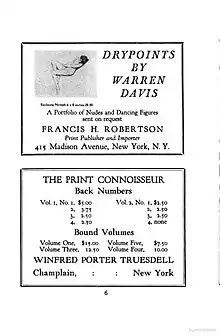 DRYPOINTS
BY
WARREN
DAVIS
A Portfolio of Nudes and Dancing Figures
sent on request
FRANCIS H. ROBERTSON
Print Publisher and Importer
415 Madison Avenue, New York, N. Y.
THE PRINT CONNOISSEUR
Back Numbers
Vol. 1, No. 1, $5.00 Vol. 2, No. 1, $2.50
2, 3.75 2, 2.50
3, 2.50 3, 2.50
4, 2.50 4, none
Bound Volumes
Volume One, $15.00 Volume Five, $7.50
Volume Three, 12.50 Volume Four, 10.00
WINFRED PORTER TRUESDELL
Champlain, : : New York
6